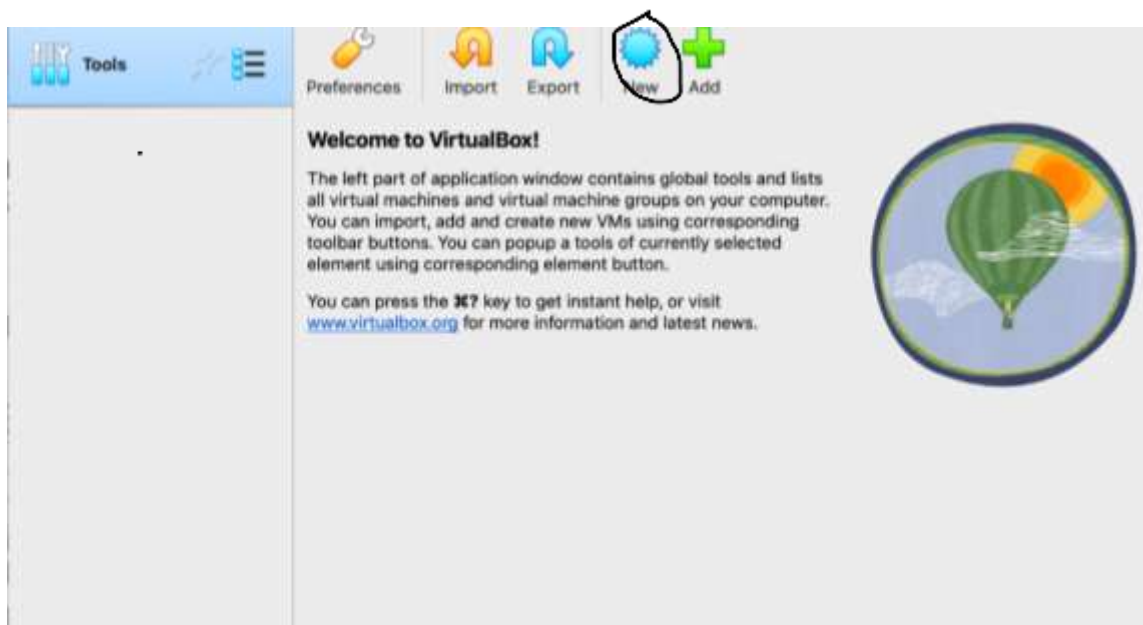 Tools
Preferences
Import
Export
New
Add
Welcome to VirtualBox!
The left part of application window contains global tools and lists
all virtual machines and virtual machine groups on your computer.
You can import, add and create new VMs using corresponding
toolbar buttons. You can popup a tools of currently selected
element using corresponding element button.
You can press the ⌘? key to get instant help, or visit
www.virtualbox.org for more information and latest news.